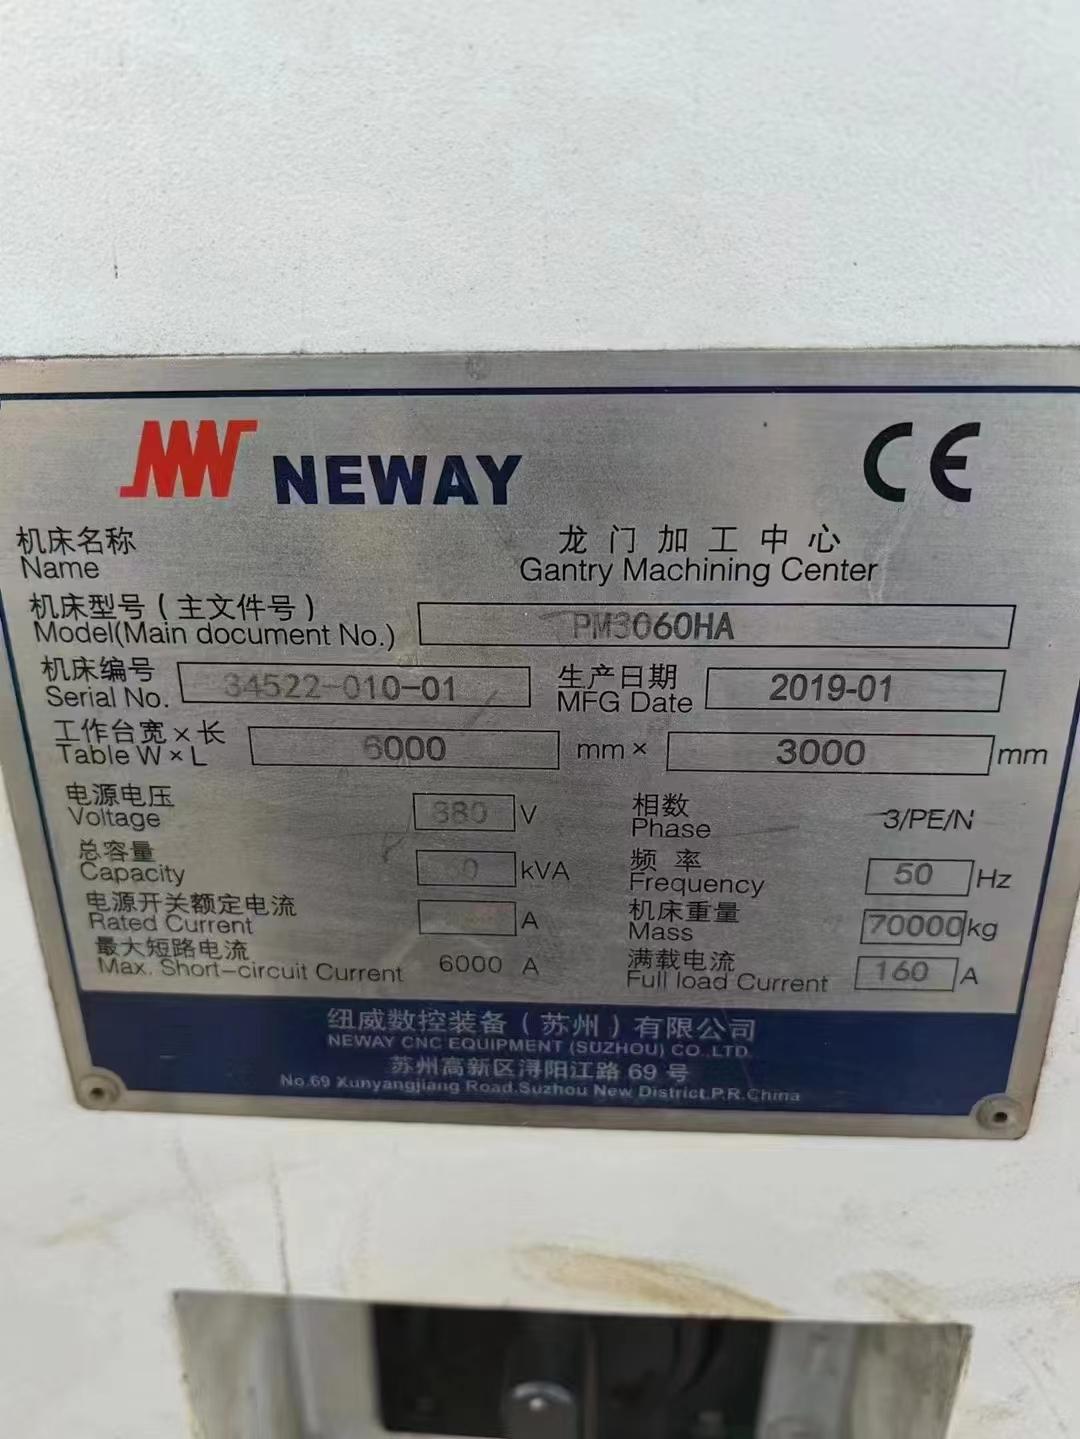 NEWAY CE
机床名称 龙门加工中心
Name Gantry Machining Center
机床型号(主文件号)
Model(Main document No.) PM3060HA
机床编号 生产日期
Serial No. 34522-010-01 MFG Date 2019-01
工作台宽×长
Table W×L 6000 mm× 3000 mm
电源电压 相数
Voltage 380 V Phase 3/PE/N
总容量 频率
Capacity kVA Frequency 50 Hz
电源开关额定电流 机床重量
Rated Current A Mass 70000 kg
最大短路电流 满载电流
Max. Short-circuit Current 6000 A Full load Current 160 A
纽威数控装备(苏州)有限公司
NEWAY CNC EQUIPMENT (SUZHOU) CO.,LTD
苏州高新区浔阳江路 69 号
No.69 Xunyangjiang Road.Suzhou New District.P.R.China